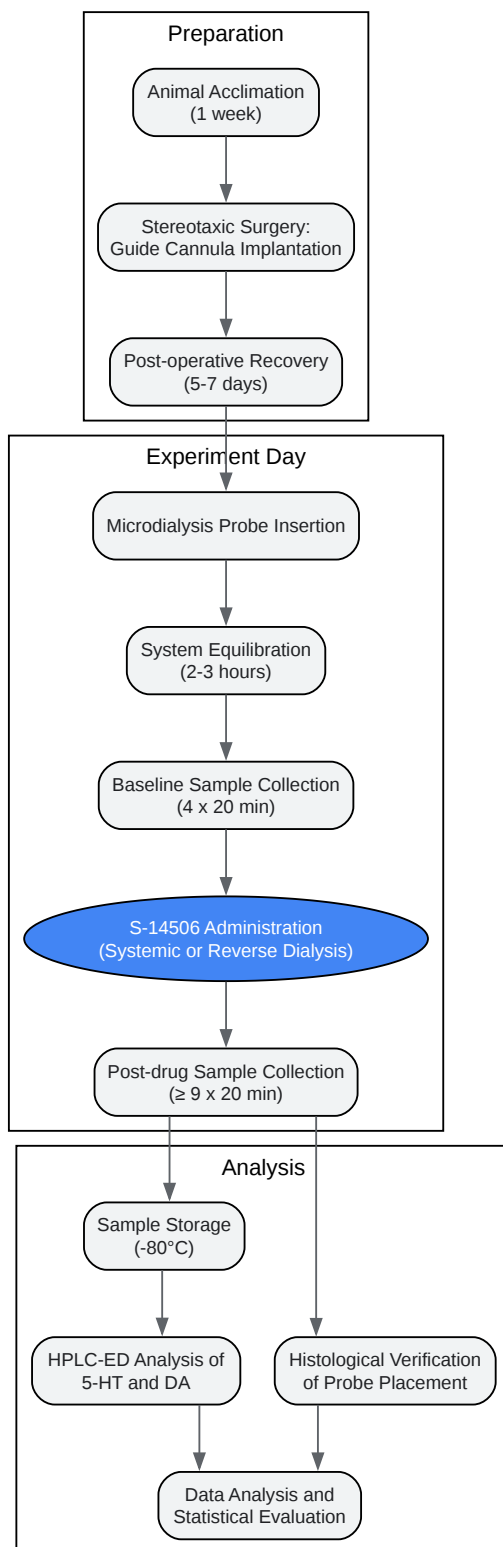 Preparation
Animal Acclimation
(1 week)
Stereotaxic Surgery:
Guide Cannula Implantation
Post-operative Recovery
(5-7 days)
Experiment Day
Microdialysis Probe Insertion
System Equilibration
(2-3 hours)
Baseline Sample Collection
(4 x 20 min)
S-14506 Administration
(Systemic or Reverse Dialysis)
Post-drug Sample Collection
(≥ 9 x 20 min)
Analysis
Sample Storage
(-80°C)
HPLC-ED Analysis of
5-HT and DA
Histological Verification
of Probe Placement
Data Analysis and
Statistical Evaluation